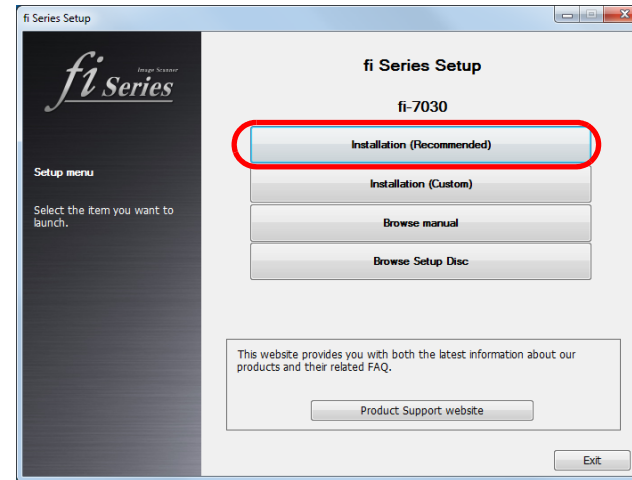 fi Series Setup
Image Scanner
fi Series
Setup menu
Select the item you want to
launch.
fi Series Setup
fi-7030
Installation (Recommended)
Installation (Custom)
Browse manual
Browse Setup Disc
This website provides you with both the latest information about our
products and their related FAQ.
Product Support website
Exit